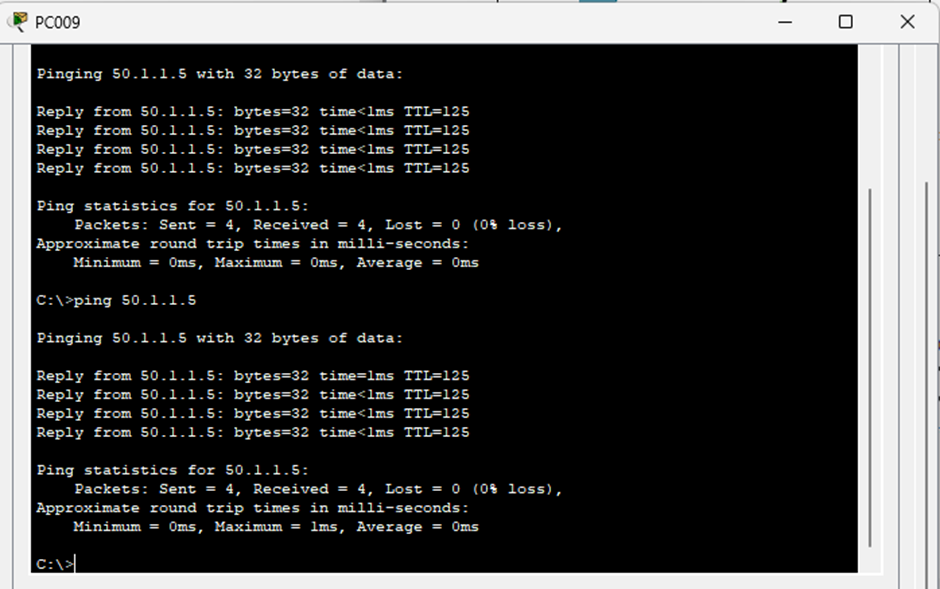 PC009
Pinging 50.1.1.5 with 32 bytes of data:
Reply from 50.1.1.5: bytes=32 time<1ms TTL=125
Reply from 50.1.1.5: bytes=32 time<1ms TTL=125
Reply from 50.1.1.5: bytes=32 time<1ms TTL=125
Reply from 50.1.1.5: bytes=32 time<1ms TTL=125
Ping statistics for 50.1.1.5:
Packets: Sent = 4, Received = 4, Lost = 0 (0% loss),
Approximate round trip times in milli-seconds:
Minimum = 0ms, Maximum = 0ms, Average = 0ms
C:\>ping 50.1.1.5
Pinging 50.1.1.5 with 32 bytes of data:
Reply from 50.1.1.5: bytes=32 time=1ms TTL=125
Reply from 50.1.1.5: bytes=32 time<1ms TTL=125
Reply from 50.1.1.5: bytes=32 time<1ms TTL=125
Reply from 50.1.1.5: bytes=32 time<1ms TTL=125
Ping statistics for 50.1.1.5:
Packets: Sent = 4, Received = 4, Lost = 0 (0% loss),
Approximate round trip times in milli-seconds:
Minimum = 0ms, Maximum = 1ms, Average = 0ms
C:\>